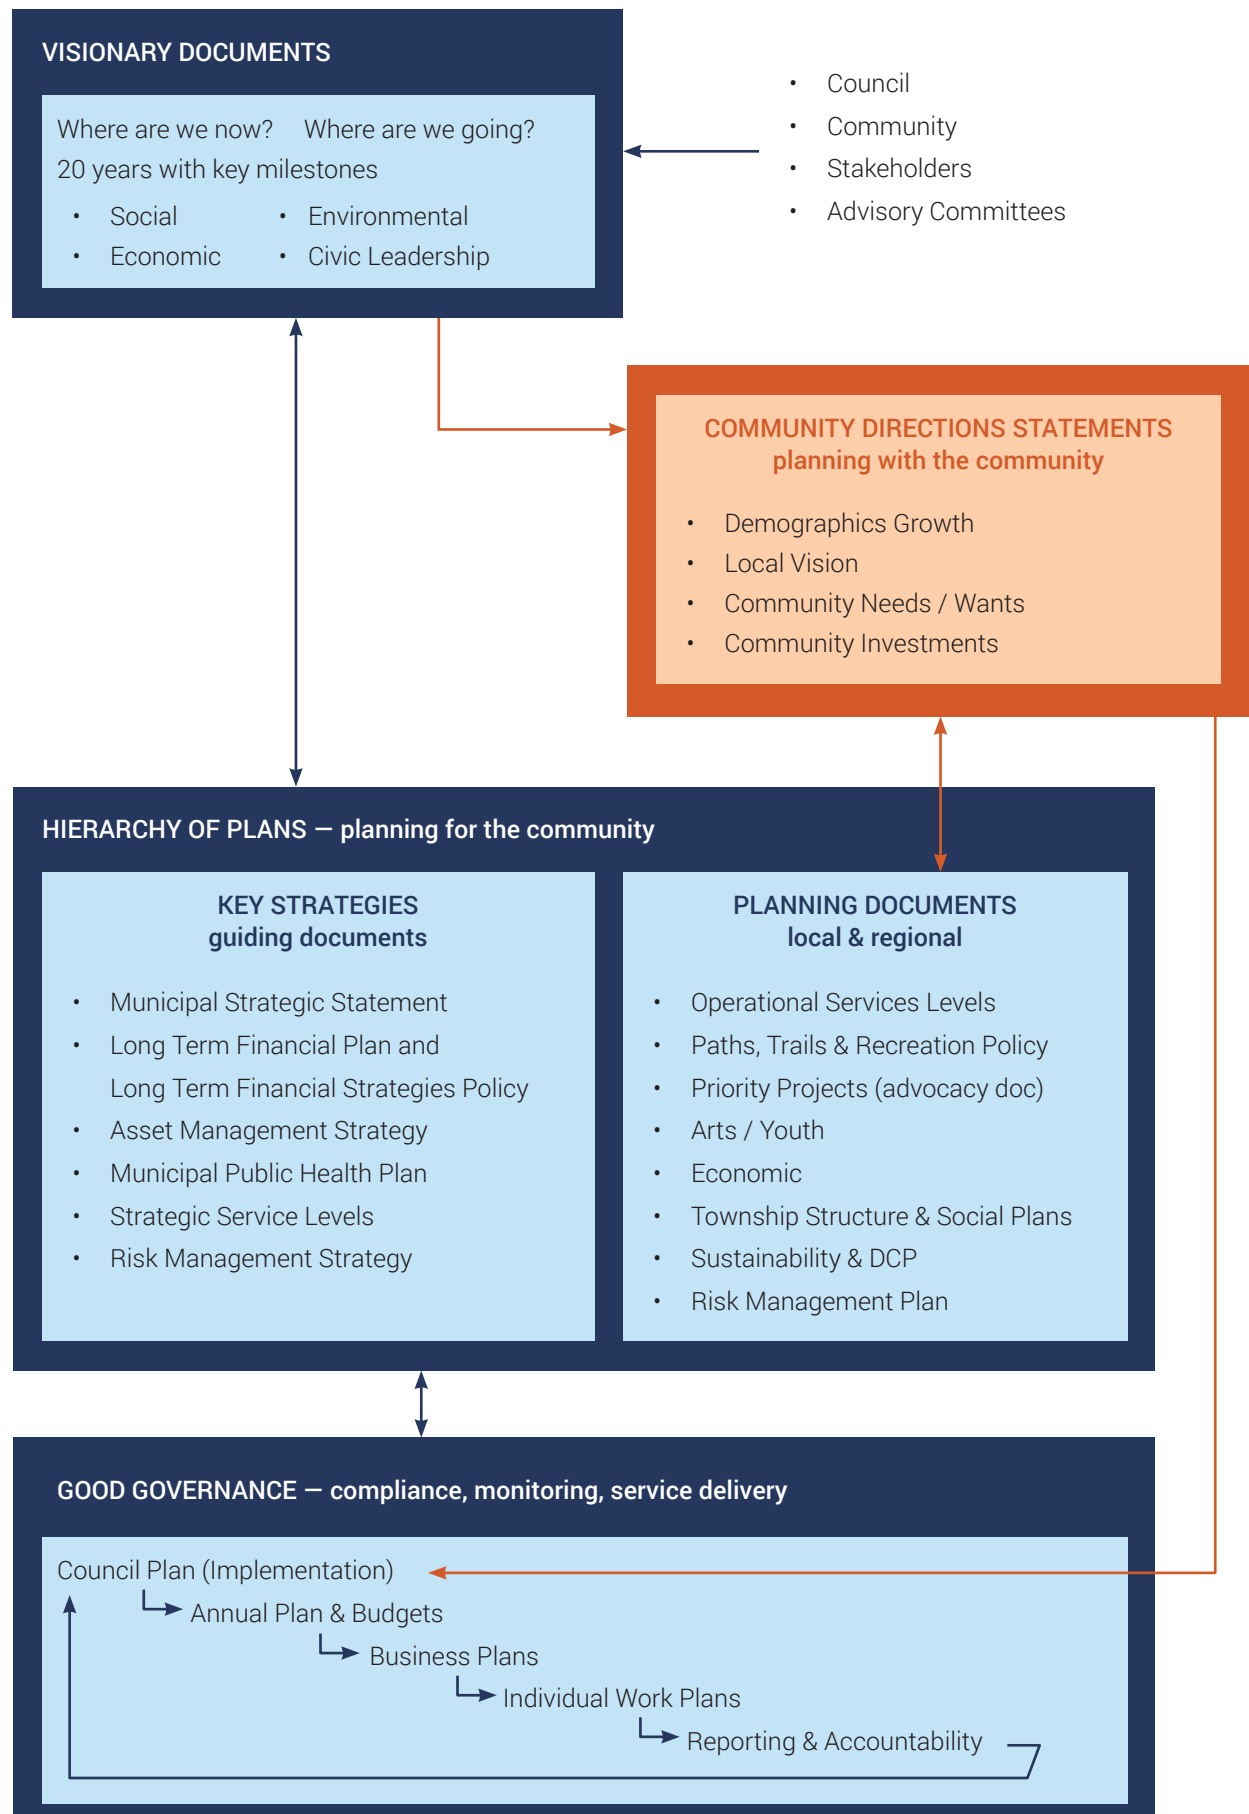 VISIONARY DOCUMENTS
Where are we now? Where are we going?
20 years with key milestones
• Social
• Economic
• Environmental
• Civic Leadership
• Council
• Community
• Stakeholders
• Advisory Committees
COMMUNITY DIRECTIONS STATEMENTS
planning with the community
• Demographics Growth
• Local Vision
• Community Needs / Wants
• Community Investments
HIERARCHY OF PLANS — planning for the community
KEY STRATEGIES
guiding documents
• Municipal Strategic Statement
• Long Term Financial Plan and
Long Term Financial Strategies Policy
• Asset Management Strategy
• Municipal Public Health Plan
• Strategic Service Levels
• Risk Management Strategy
PLANNING DOCUMENTS
local & regional
• Operational Services Levels
• Paths, Trails & Recreation Policy
• Priority Projects (advocacy doc)
• Arts / Youth
• Economic
• Township Structure & Social Plans
• Sustainability & DCP
• Risk Management Plan
GOOD GOVERNANCE — compliance, monitoring, service delivery
Council Plan (Implementation)
Annual Plan & Budgets
Business Plans
Individual Work Plans
Reporting & Accountability